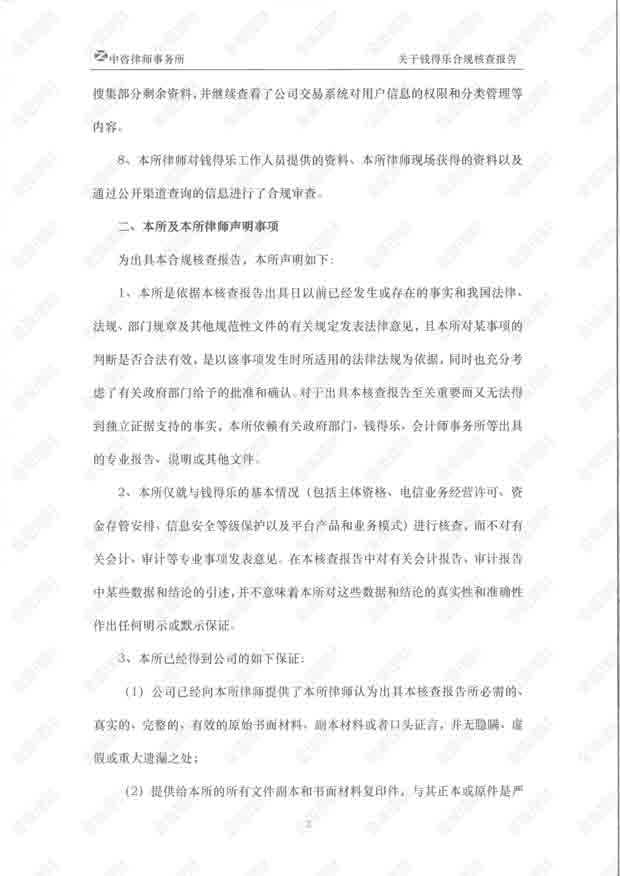 中咨律师事务所 关于钱得乐合规核查报告
搜集部分剩余资料，并继续查看了公司交易系统对用户信息的权限和分类管理等
内容。
8、本所律师对钱得乐工作人员提供的资料、本所律师现场获得的资料以及
通过公开渠道查询的信息进行了合规审查。
二、本所及本所律师声明事项
为出具本合规核查报告，本所声明如下：
1、本所是依据本核查报告出具日以前已经发生或存在的事实和我国法律、
法规、部门规章及其他规范性文件的有关规定发表法律意见，且本所对某事项的
判断是否合法有效，是以该事项发生时所适用的法律法规为依据，同时也充分考
虑了有关政府部门给予的批准和确认。对于出具本核查报告至关重要而又无法得
到独立证据支持的事实，本所依赖有关政府部门、钱得乐、会计师事务所等出具
的专业报告、说明或其他文件。
2、本所仅就与钱得乐的基本情况（包括主体资格、电信业务经营许可、资
金存管安排、信息安全等级保护以及平台产品和业务模式）进行核查，而不对有
关会计、审计等专业事项发表意见。在本核查报告中对有关会计报告、审计报告
中某些数据和结论的引述，并不意味着本所对这些数据和结论的真实性和准确性
作出任何明示或默示保证。
3、本所已经得到公司的如下保证：
（1）公司已经向本所律师提供了本所律师认为出具本核查报告所必需的、
真实的、完整的、有效的原始书面材料、副本材料或者口头证言，并无隐瞒、虚
假或重大遗漏之处；
（2）提供给本所的所有文件副本和书面材料复印件，与其正本或原件是严
2